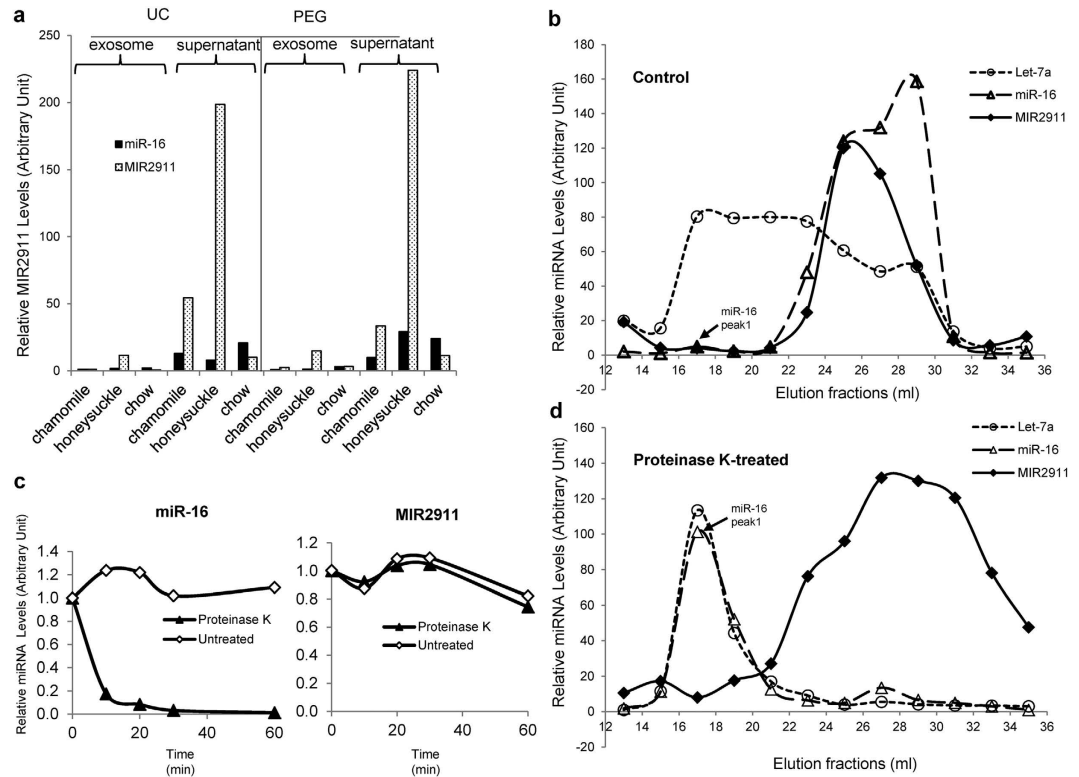 a
UC
PEG
exosome
supernatant
exosome
supernatant
Relative MIR2911 Levels (Arbitrary Unit)
250
200
150
100
50
0
miR-16
MIR2911
chamomile
honeysuckle
chow
chamomile
honeysuckle
chow
chamomile
honeysuckle
chow
chamomile
honeysuckle
chow
b
Control
Relative miRNA Levels (Arbitrary Unit)
180
160
140
120
100
80
60
40
20
0
-20
Let-7a
miR-16
MIR2911
miR-16
peak1
12 14 16 18 20 22 24 26 28 30 32 34 36
Elution fractions (ml)
c
miR-16
Relative miRNA Levels (Arbitrary Unit)
1.4
1.2
1.0
0.8
0.6
0.4
0.2
0.0
Proteinase K
Untreated
0 20 40 60
Time
(min)
MIR2911
1.2
1.0
0.8
0.6
0.4
0.2
0.0
Proteinase K
Untreated
0 20 40 60
Time
(min)
d
Proteinase K-treated
Relative miRNA Levels (Arbitrary Unit)
160
140
120
100
80
60
40
20
0
-20
Let-7a
miR-16
MIR2911
miR-16
peak1
12 14 16 18 20 22 24 26 28 30 32 34 36
Elution fractions (ml)